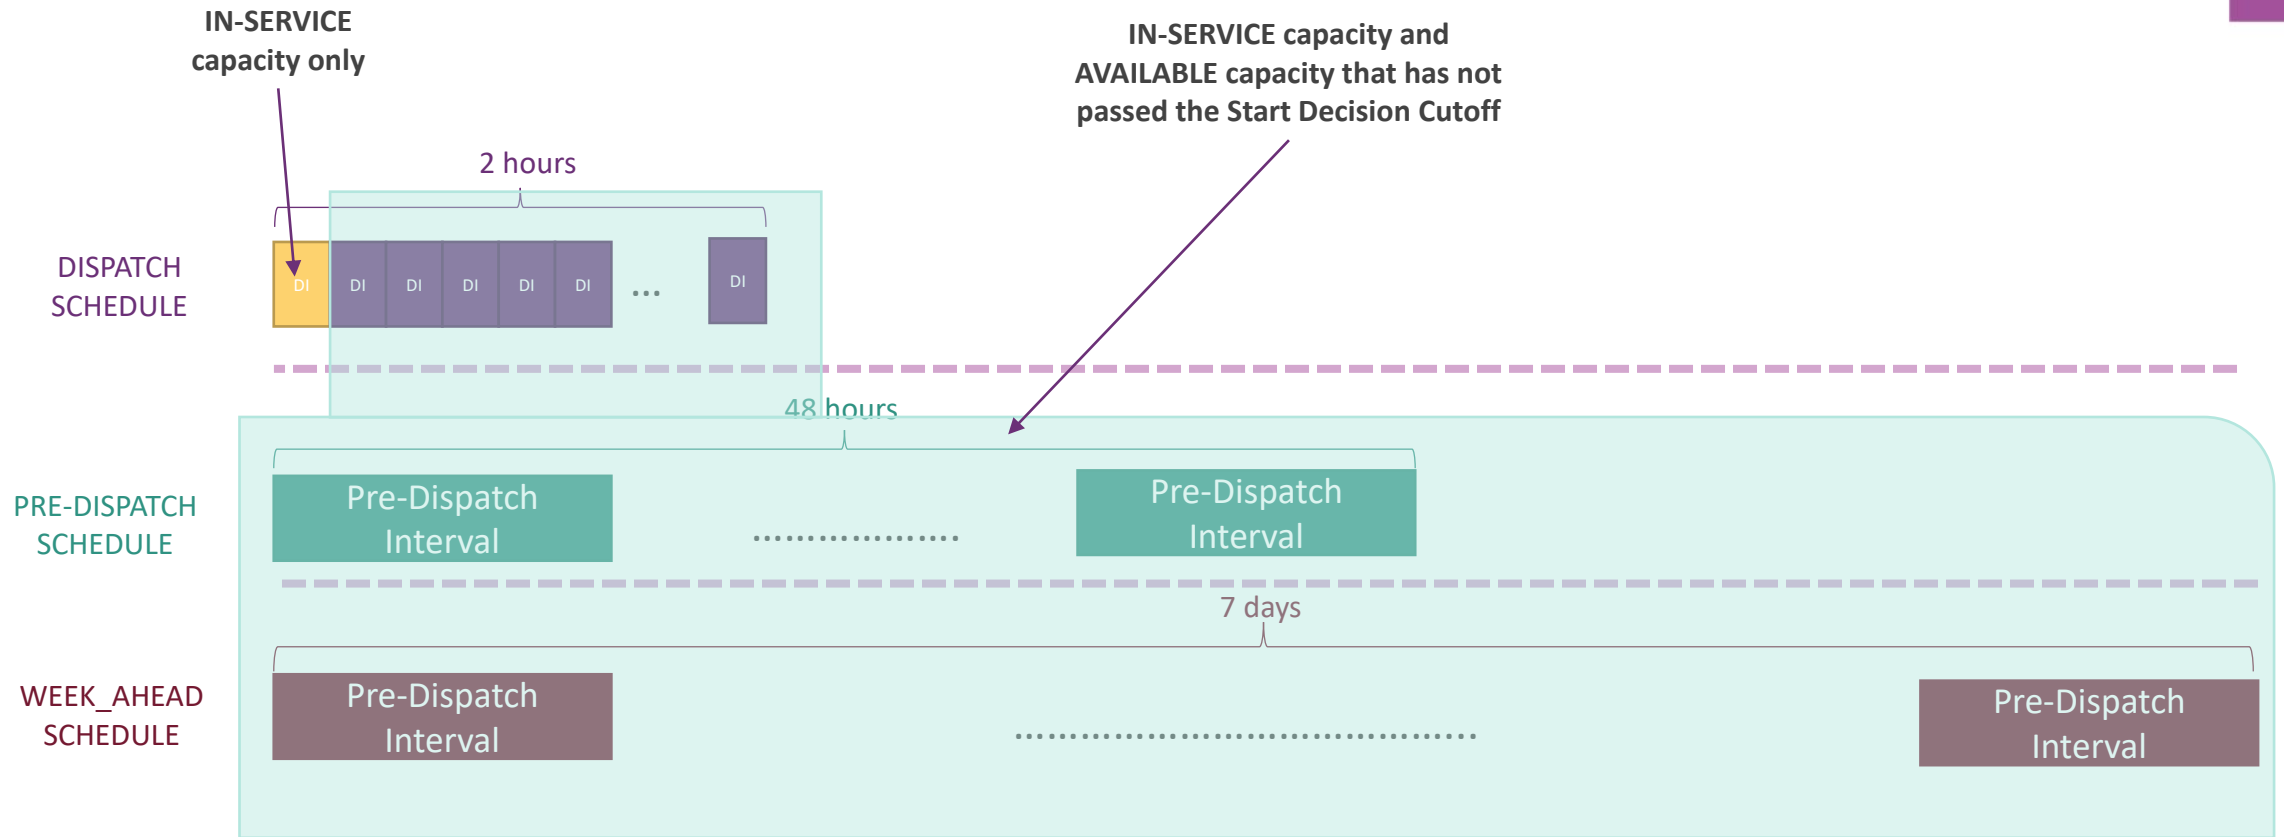 IN-SERVICE
capacity only
IN-SERVICE capacity and
AVAILABLE capacity that has not
passed the Start Decision Cutoff
2 hours
DISPATCH
SCHEDULE
DI DI DI DI DI DI ... DI
48 hours
PRE-DISPATCH
SCHEDULE
Pre-Dispatch
Interval
...................
Pre-Dispatch
Interval
7 days
WEEK_AHEAD
SCHEDULE
Pre-Dispatch
Interval
...........................................
Pre-Dispatch
Interval